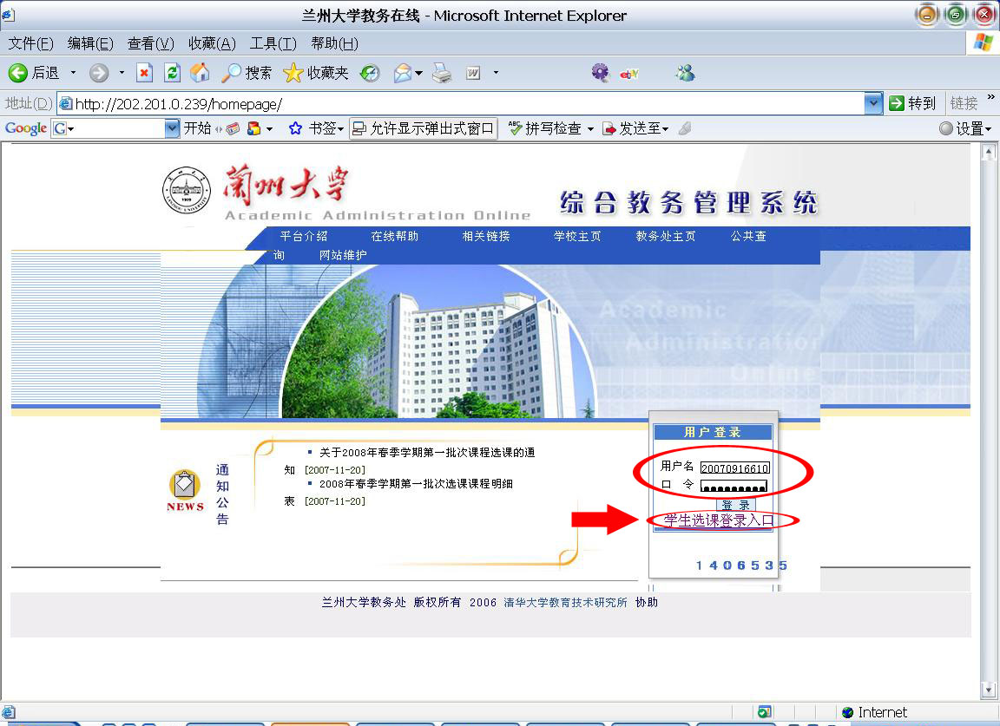 兰州大学教务在线 - Microsoft Internet Explorer
文件(F) 编辑(E) 查看(V) 收藏(A) 工具(T) 帮助(H)
后退 搜索 收藏夹
地址(D) http://202.201.0.239/homepage/ 转到 链接 »
Google G 开始 书签 允许显示弹出式窗口 拼写检查 发送至 设置
兰州大学
Academic Administration Online
综合教务管理系统
平台介绍 在线帮助 相关链接 学校主页 教务处主页 公共查
询 网站维护
Academic
Administration
Online
用户登录
用户名 20070916610
口 令
登 录
学生选课登录入口
1406535
NEWS
通知公告
关于2008年春季学期第一批次课程选课的通
知 [2007-11-20]
2008年春季学期第一批次选课课程明细
表 [2007-11-20]
兰州大学教务处 版权所有 2006 清华大学教育技术研究所 协助
Internet